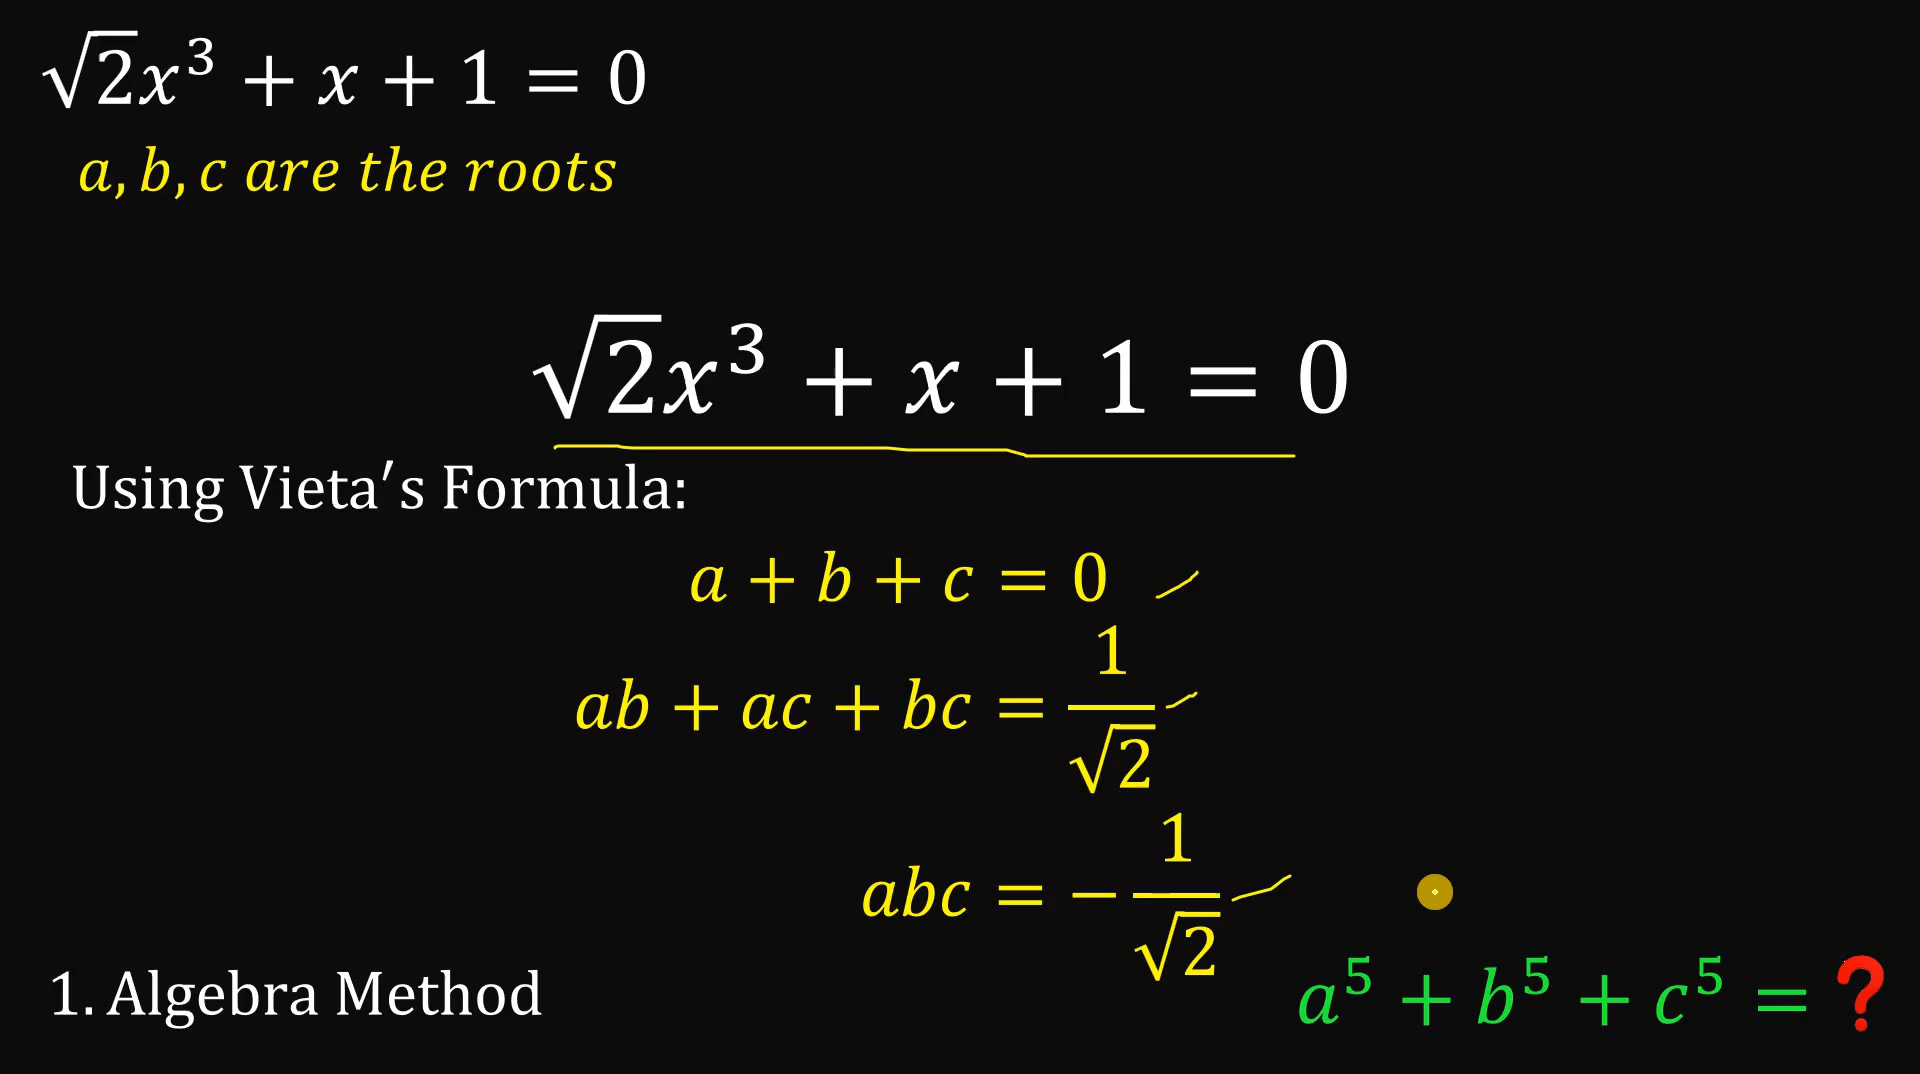 √2x³ + x + 1 = 0
a, b, c are the roots
√2x³ + x + 1 = 0
Using Vieta′s Formula:
a + b + c = 0
ab + ac + bc = 1/√2
abc = −1/√2
1. Algebra Method
a⁵ + b⁵ + c⁵ = ?